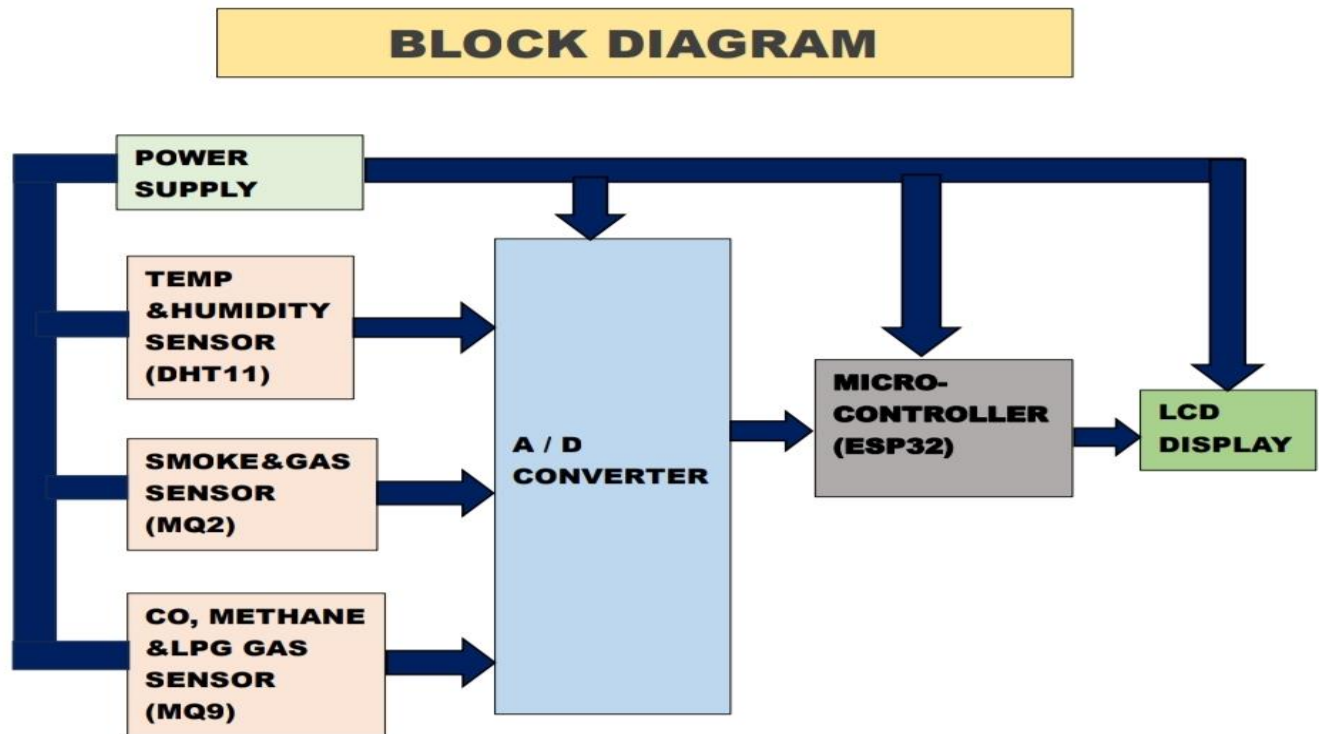 BLOCK DIAGRAM
POWER
SUPPLY
TEMP
&HUMIDITY
SENSOR
(DHT11)
SMOKE&GAS
SENSOR
(MQ2)
CO, METHANE
&LPG GAS
SENSOR
(MQ9)
A / D
CONVERTER
MICRO-
CONTROLLER
(ESP32)
LCD
DISPLAY